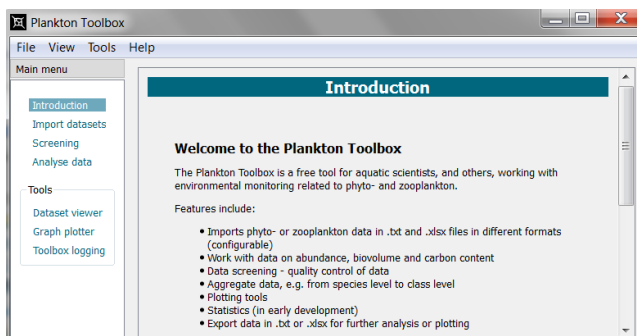 Plankton Toolbox
File View Tools Help
Main menu
Introduction
Import datasets
Screening
Analyse data
Tools
Dataset viewer
Graph plotter
Toolbox logging
Introduction
Welcome to the Plankton Toolbox
The Plankton Toolbox is a free tool for aquatic scientists, and others, working with
environmental monitoring related to phyto- and zooplankton.
Features include:
• Imports phyto- or zooplankton data in .txt and .xlsx files in different formats
(configurable)
• Work with data on abundance, biovolume and carbon content
• Data screening - quality control of data
• Aggregate data, e.g. from species level to class level
• Plotting tools
• Statistics (in early development)
• Export data in .txt or .xlsx for further analysis or plotting